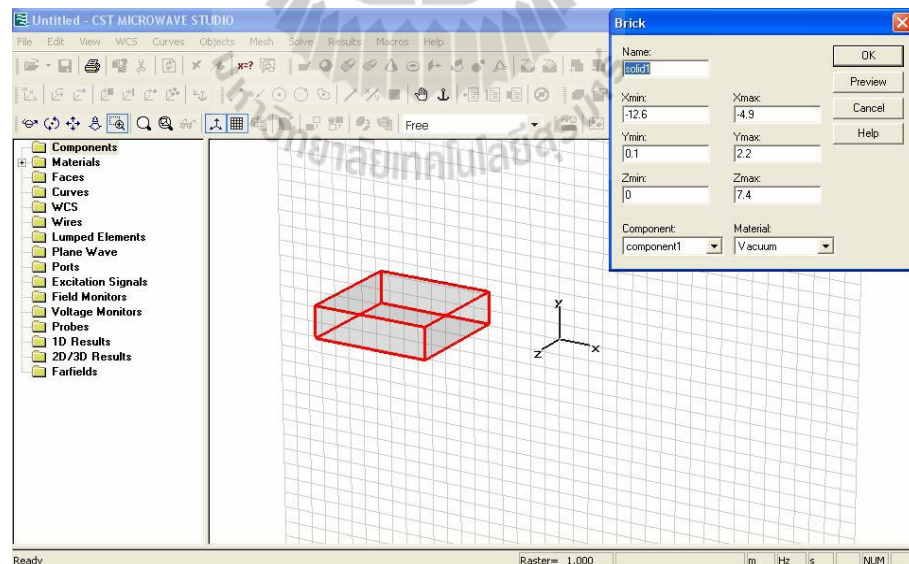 Untitled - CST MICROWAVE STUDIO
File Edit View WCS Curves Objects Mesh Solve Results Macros Help
x=?
Free
Components
Materials
Faces
Curves
WCS
Wires
Lumped Elements
Plane Wave
Ports
Excitation Signals
Field Monitors
Voltage Monitors
Probes
1D Results
2D/3D Results
Farfields
y
z
x
Brick
Name:
solid1
OK
Preview
Xmin:
Xmax:
-12.6
-4.9
Cancel
Ymin:
Ymax:
Help
0.1
2.2
Zmin:
Zmax:
0
7.4
Component:
Material:
component1
Vacuum
Ready
Raster= 1.000
m Hz s NUM